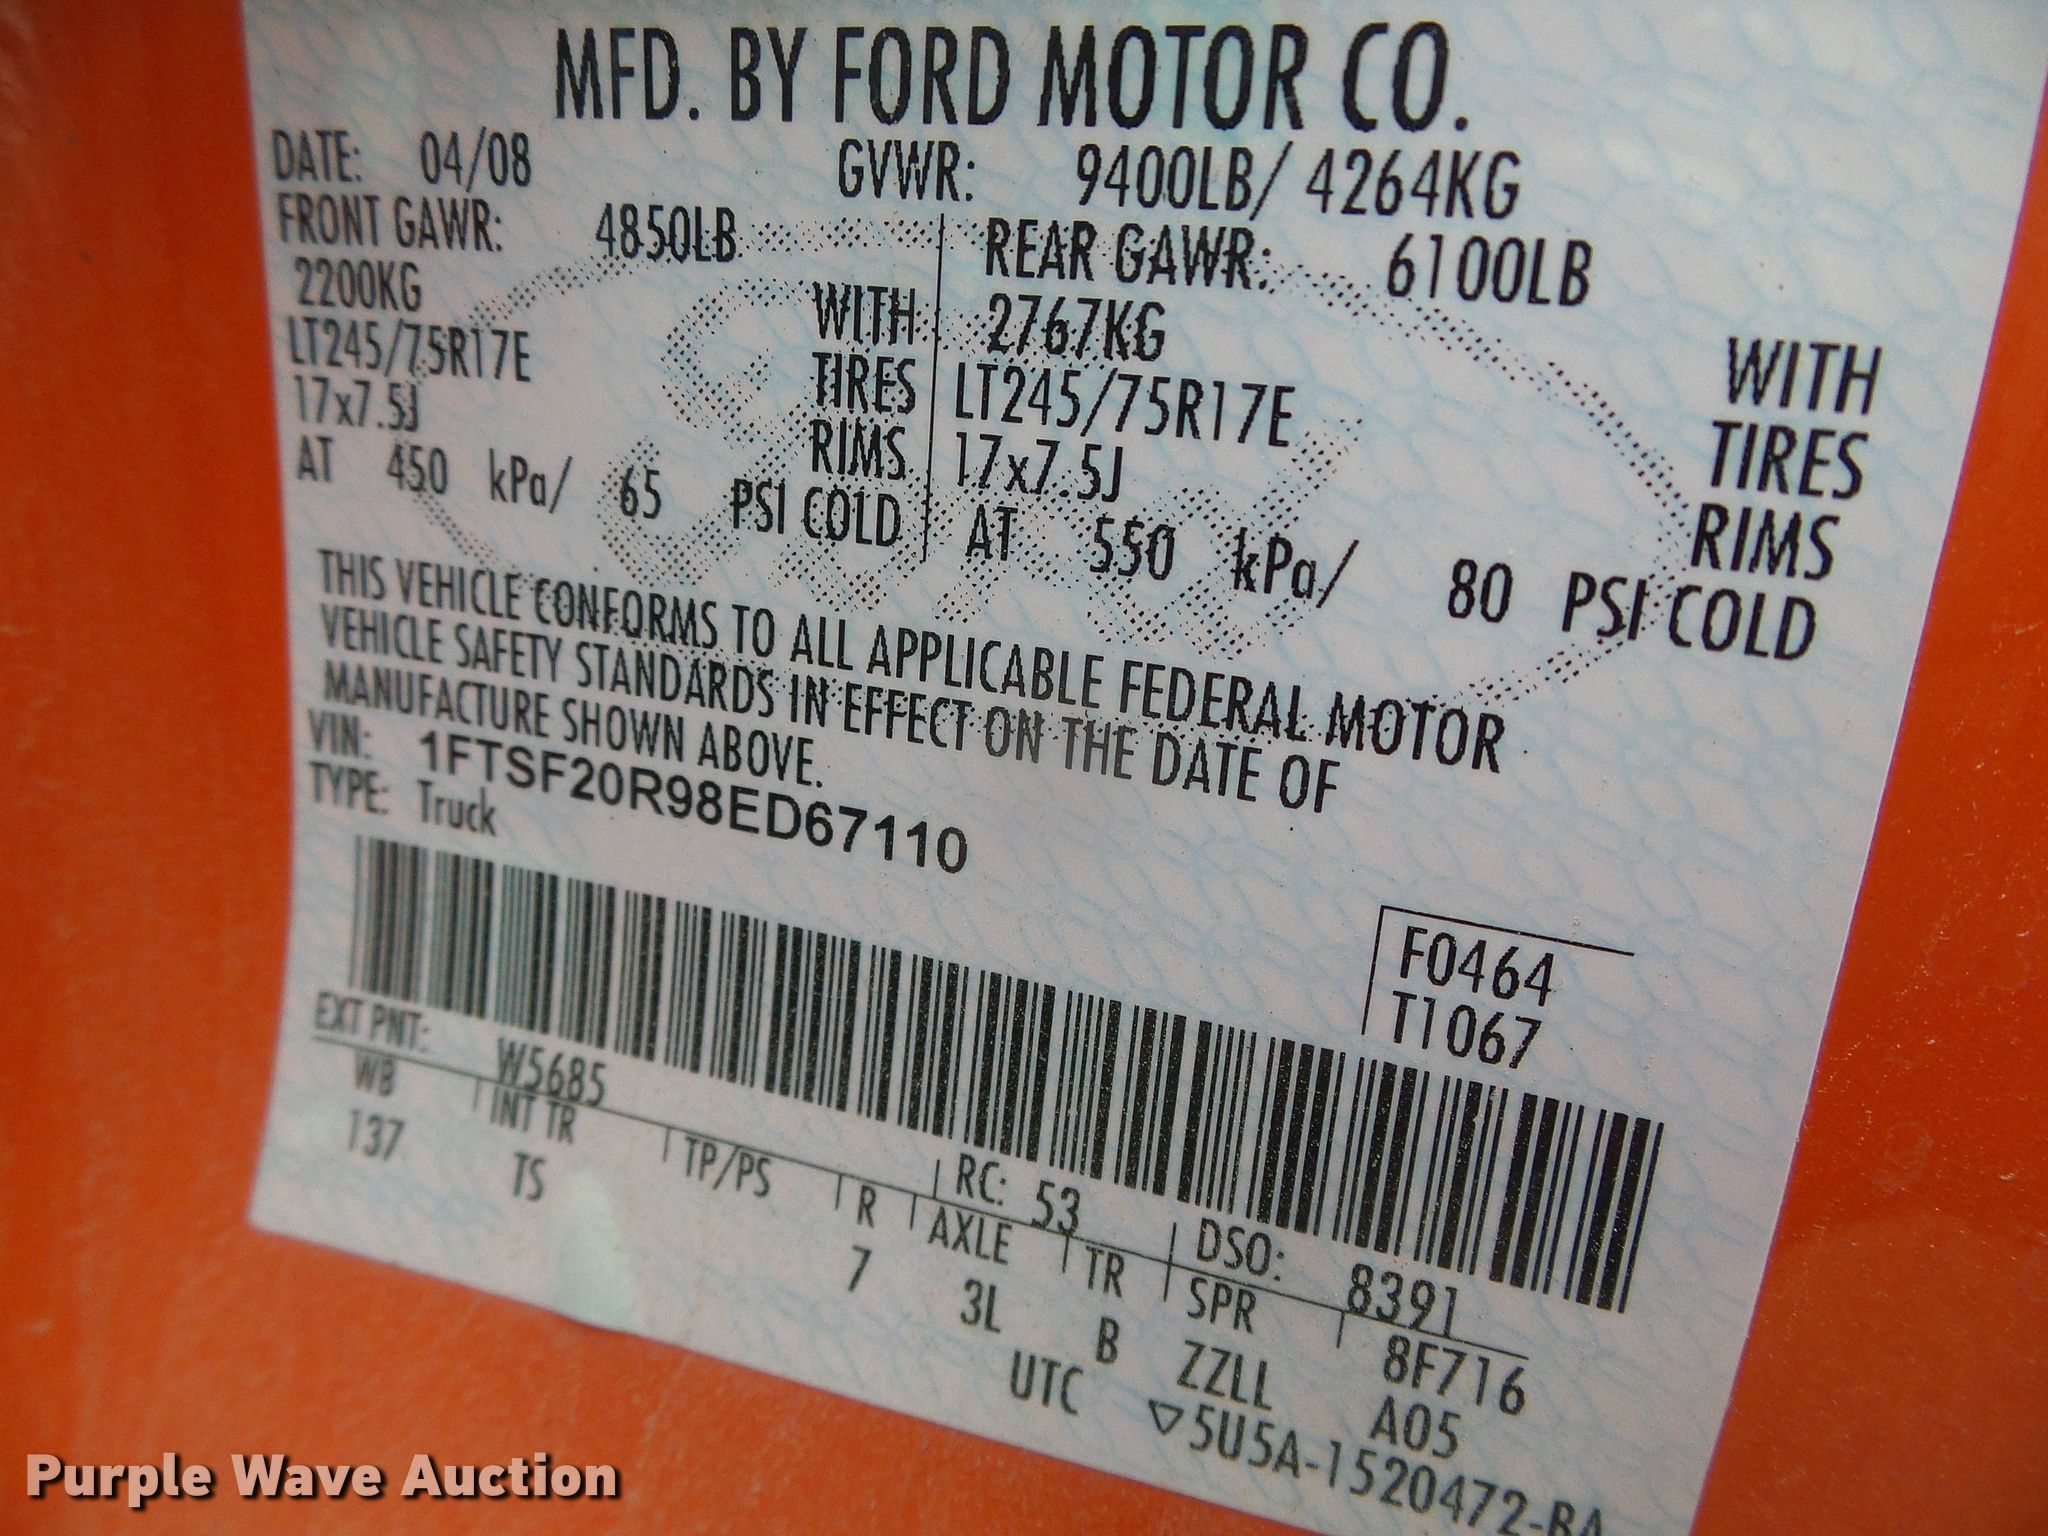 MFD. BY FORD MOTOR CO.
DATE: 04/08 GVWR: 9400LB/ 4264KG
FRONT GAWR: 4850LB REAR GAWR: 6100LB
2200KG WITH 2767KG WITH
LT245/75R17E TIRES LT245/75R17E TIRES
17x7.5J RIMS 17x7.5J RIMS
AT 450 kPa/ 65 PSI COLD AT 550 kPa/ 80 PSI COLD
THIS VEHICLE CONFORMS TO ALL APPLICABLE FEDERAL MOTOR
VEHICLE SAFETY STANDARDS IN EFFECT ON THE DATE OF
MANUFACTURE SHOWN ABOVE.
VIN: 1FTSF20R98ED67110
TYPE: Truck
F0464
T1067
EXT PNT: W5685 RC: 53 DSO: 8391
WB INT TR TP/PS R AXLE TR SPR 8F716
137 TS 7 3L B ZZLL A05
UTC ▽5U5A-1520472-BA
Purple Wave Auction